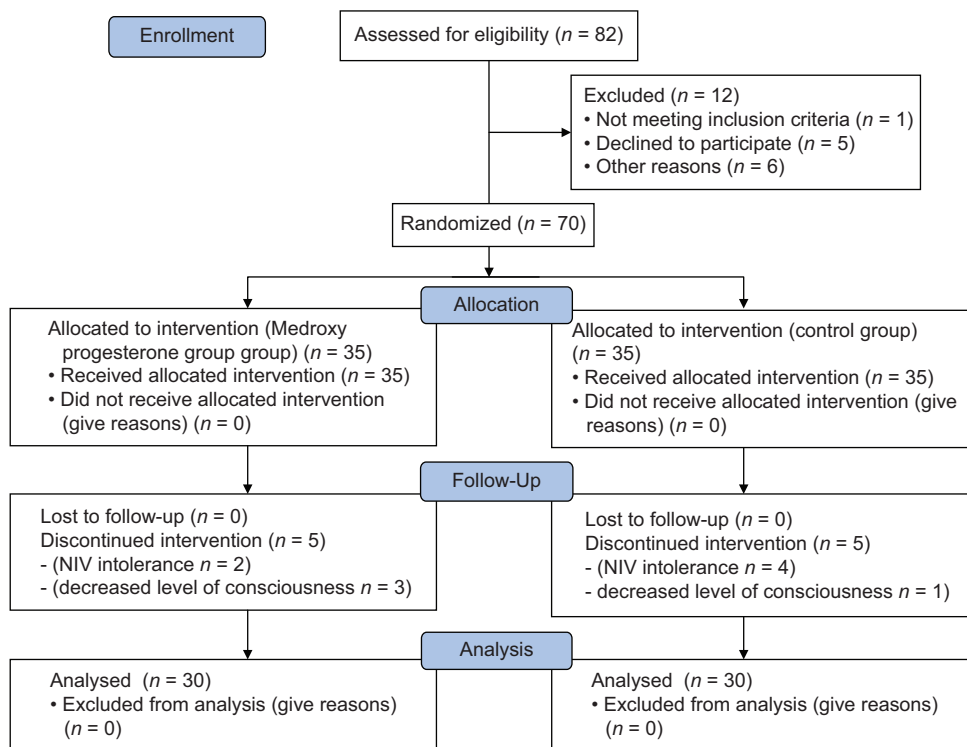 Enrollment
Assessed for eligibility (n = 82)
Excluded (n = 12)
• Not meeting inclusion criteria (n = 1)
• Declined to participate (n = 5)
• Other reasons (n = 6)
Randomized (n = 70)
Allocation
Allocated to intervention (Medroxy
progesterone group group) (n = 35)
• Received allocated intervention (n = 35)
• Did not receive allocated intervention
(give reasons) (n = 0)
Allocated to intervention (control group)
(n = 35)
• Received allocated intervention (n = 35)
• Did not receive allocated intervention (give
reasons) (n = 0)
Follow-Up
Lost to follow-up (n = 0)
Discontinued intervention (n = 5)
- (NIV intolerance n = 2)
- (decreased level of consciousness n = 3)
Lost to follow-up (n = 0)
Discontinued intervention (n = 5)
- (NIV intolerance n = 4)
- decreased level of consciousness n = 1)
Analysis
Analysed (n = 30)
• Excluded from analysis (give reasons)
(n = 0)
Analysed (n = 30)
• Excluded from analysis (give reasons)
(n = 0)